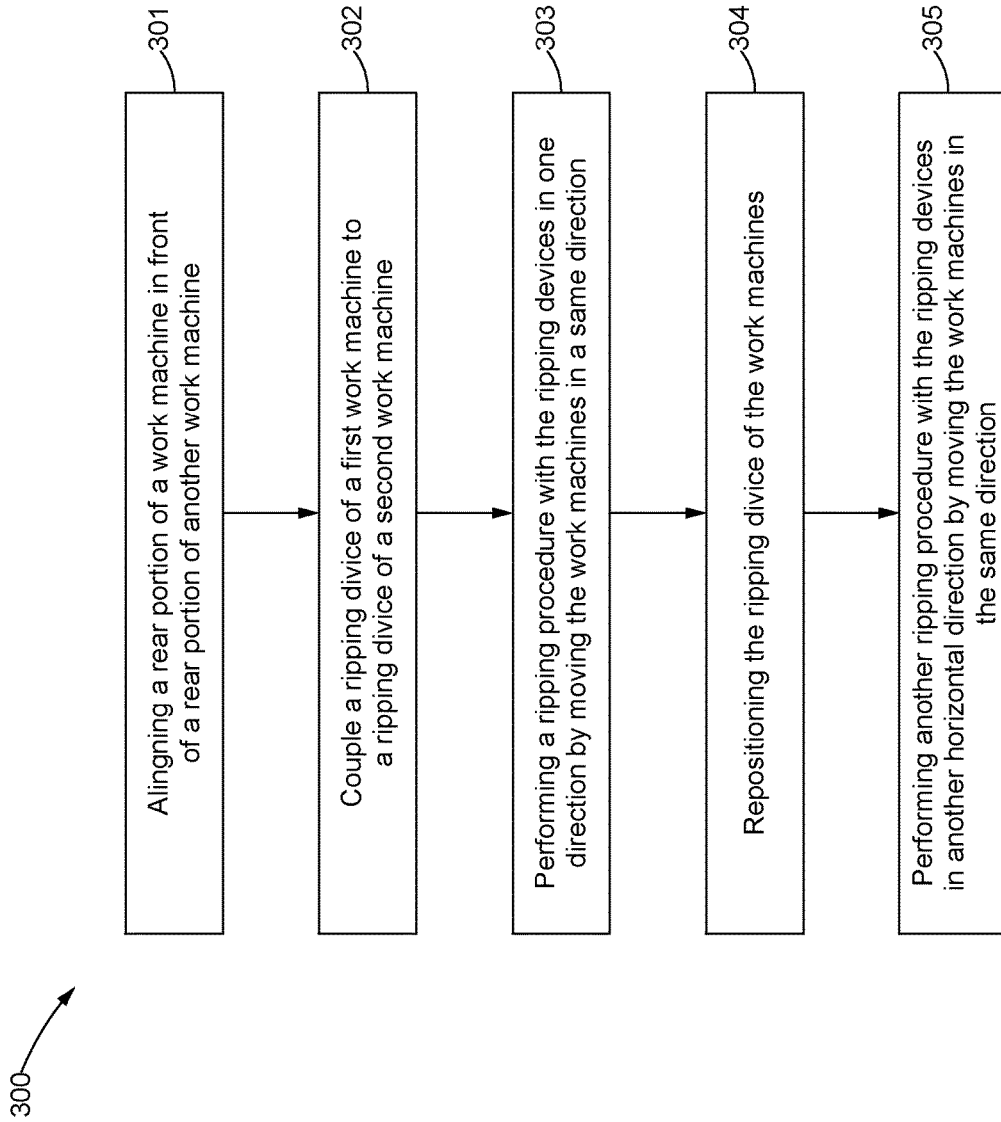 300
Alingning a rear portion of a work machine in front
of a rear portion of another work machine
301
Couple a ripping divice of a first work machine to
a ripping divice of a second work machine
302
Performing a ripping procedure with the ripping devices in one
direction by moving the work machines in a same direction
303
Repositioning the ripping divice of the work machines
304
Performing another ripping procedure with the ripping devices
in another horizontal direction by moving the work machines in
the same direction
305